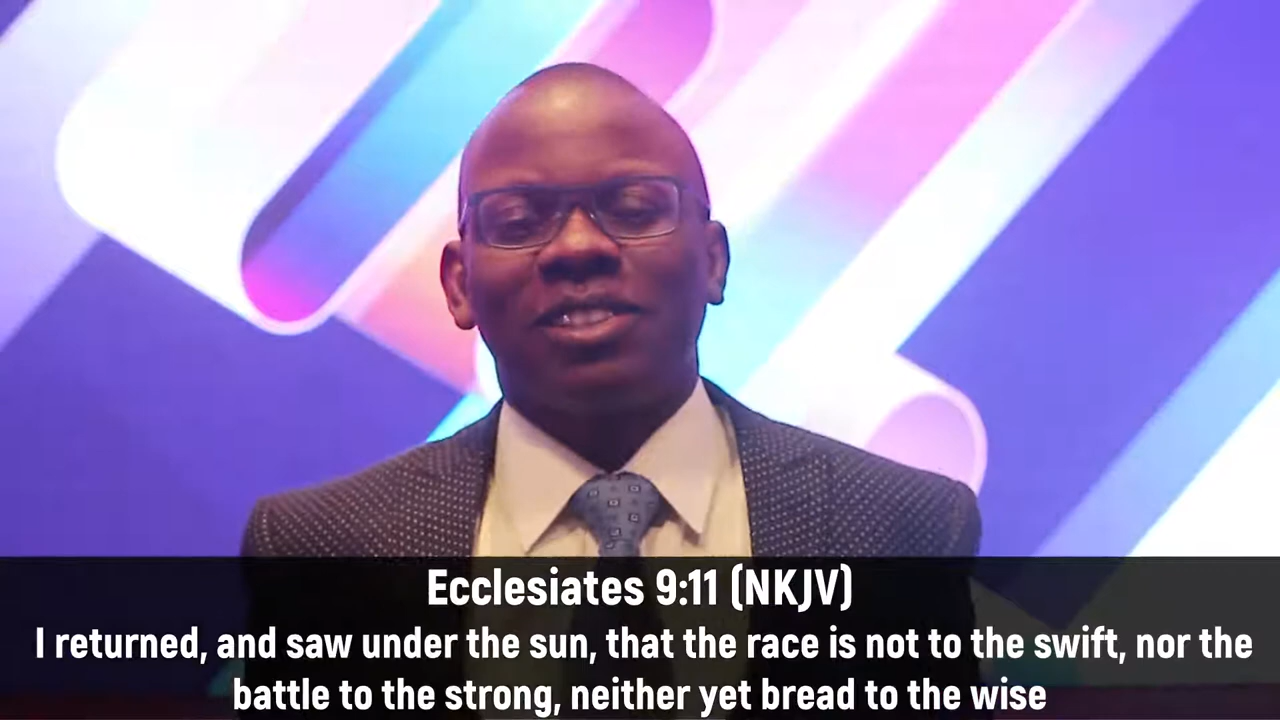 Ecclesiates 9:11 (NKJV)
I returned, and saw under the sun, that the race is not to the swift, nor the
battle to the strong, neither yet bread to the wise